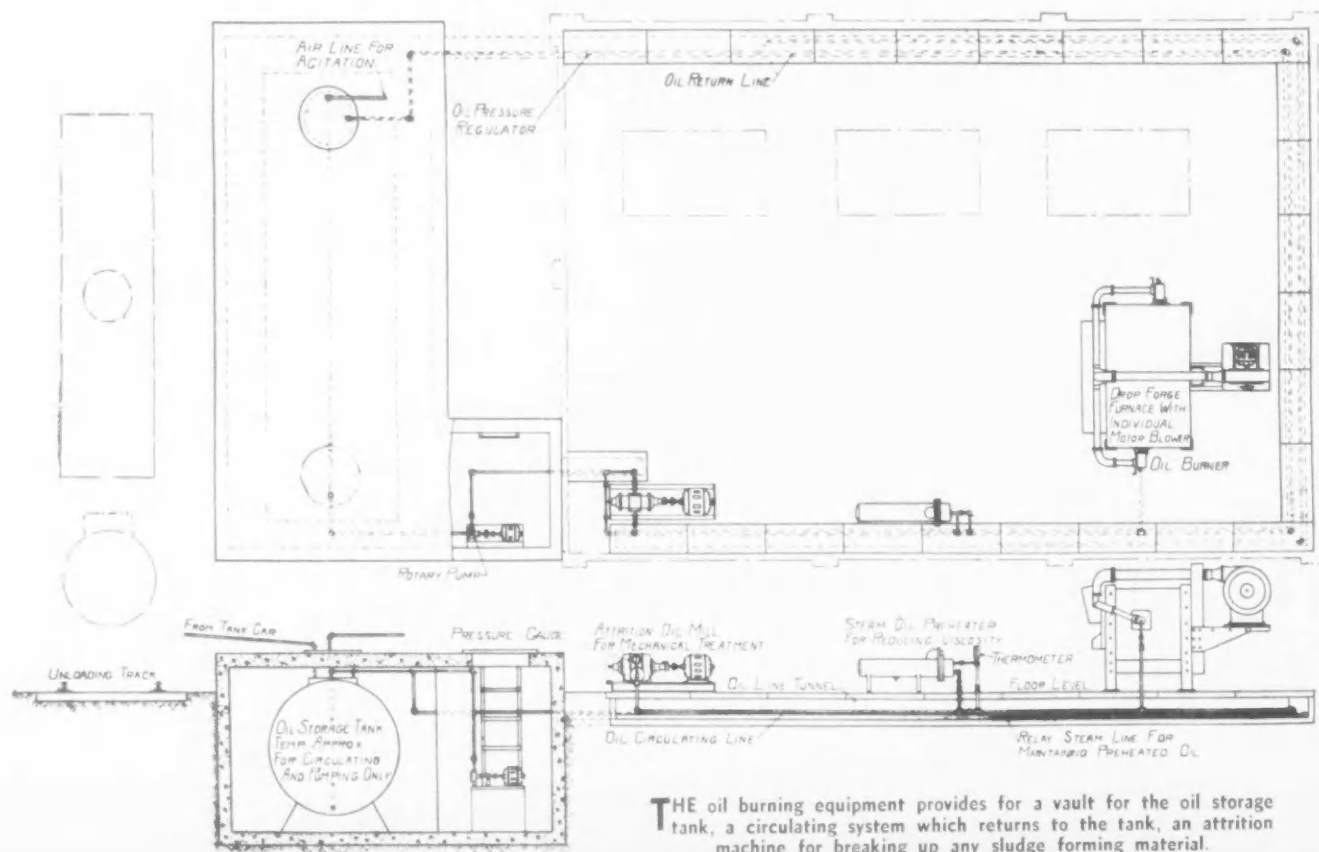 AIR LINE FOR
AGITATION
OIL RETURN LINE
OIL PRESSURE
REGULATOR
DROP FORGE
FURNACE WITH
INDIVIDUAL
MOTOR BLOWER
OIL BURNER
ROTARY PUMP
FROM TANK CAR
PRESSURE GAUGE
ATTRITION OIL MILL
FOR MECHANICAL TREATMENT
STEAM OIL PREHEATER
FOR REDUCING VISCOSITY
THERMOMETER
UNLOADING TRACK
OIL LINE TUNNEL
FLOOR LEVEL
OIL STORAGE TANK
TEMP. APPROX
FOR CIRCULATING
AND PUMPING ONLY
OIL CIRCULATING LINE
RELAY STEAM LINE FOR
MAINTAINING PREHEATED OIL
THE oil burning equipment provides for a vault for the oil storage
tank, a circulating system which returns to the tank, an attrition
machine for breaking up any sludge forming material.